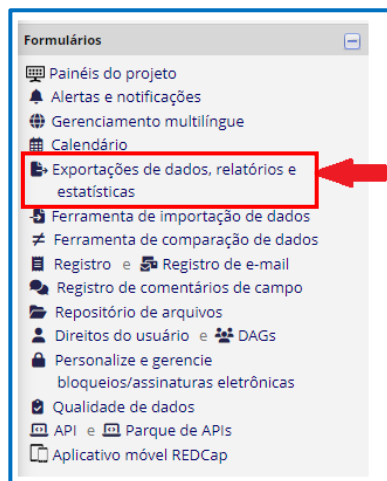 Formulários
Painéis do projeto
Alertas e notificações
Gerenciamento multilíngue
Calendário
Exportações de dados, relatórios e
estatísticas
Ferramenta de importação de dados
Ferramenta de comparação de dados
Registro e Registro de e-mail
Registro de comentários de campo
Repositório de arquivos
Direitos do usuário e DAGs
Personalize e gerencie
bloqueios/assinaturas eletrônicas
Qualidade de dados
API e Parque de APIs
Aplicativo móvel REDCap